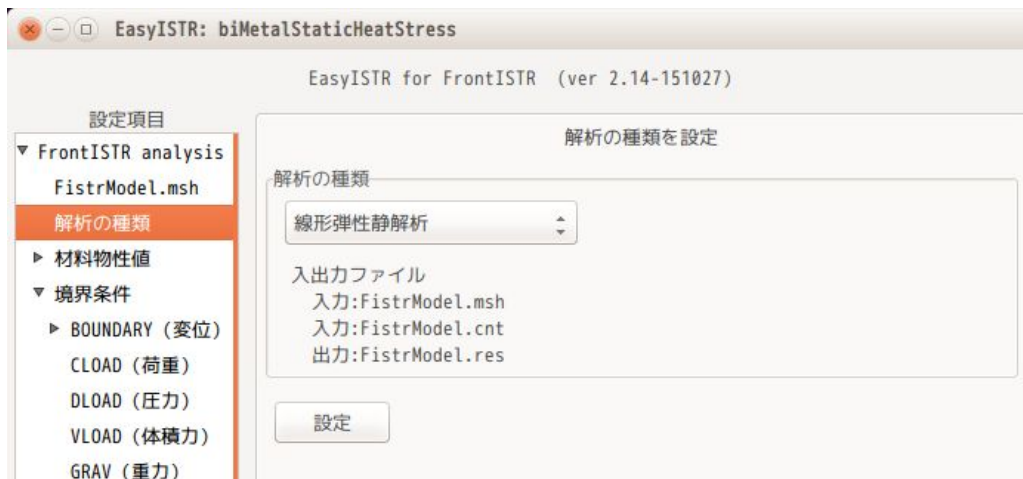 EasyISTR: biMetalStaticHeatStress
EasyISTR for FrontISTR (ver 2.14-151027)
設定項目
FrontISTR analysis
FistrModel.msh
解析の種類
材料物性値
境界条件
BOUNDARY (変位)
CLOAD (荷重)
DLOAD (圧力)
VLOAD (体積力)
GRAV (重力)
解析の種類を設定
解析の種類
線形弾性静解析
入出力ファイル
入力:FistrModel.msh
入力:FistrModel.cnt
出力:FistrModel.res
設定